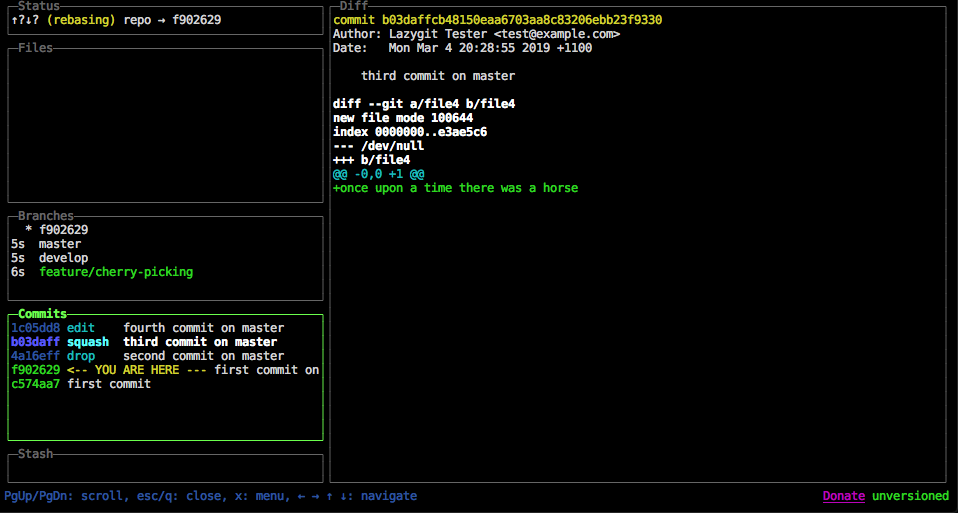 Status
↑?↓? (rebasing) repo → f902629
Files
Branches
* f902629
5s master
5s develop
6s feature/cherry-picking
Commits
1c05dd8 edit fourth commit on master
b03daff squash third commit on master
4a16eff drop second commit on master
f902629 <-- YOU ARE HERE --- first commit on
c574aa7 first commit
Stash
Diff
commit b03daffcb48150eaa6703aa8c83206ebb23f9330
Author: Lazygit Tester <test@example.com>
Date:   Mon Mar 4 20:28:55 2019 +1100
third commit on master
diff --git a/file4 b/file4
new file mode 100644
index 0000000..e3ae5c6
--- /dev/null
+++ b/file4
@@ -0,0 +1 @@
+once upon a time there was a horse
PgUp/PgDn: scroll, esc/q: close, x: menu, ← → ↑ ↓: navigate
Donate unversioned